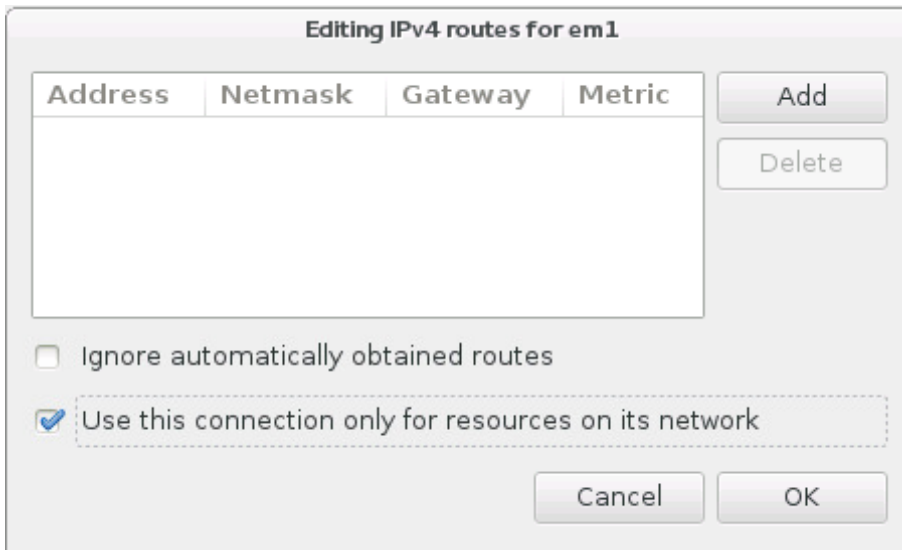 Editing IPv4 routes for em1
Address Netmask Gateway Metric
Add
Delete
Ignore automatically obtained routes
Use this connection only for resources on its network
Cancel OK